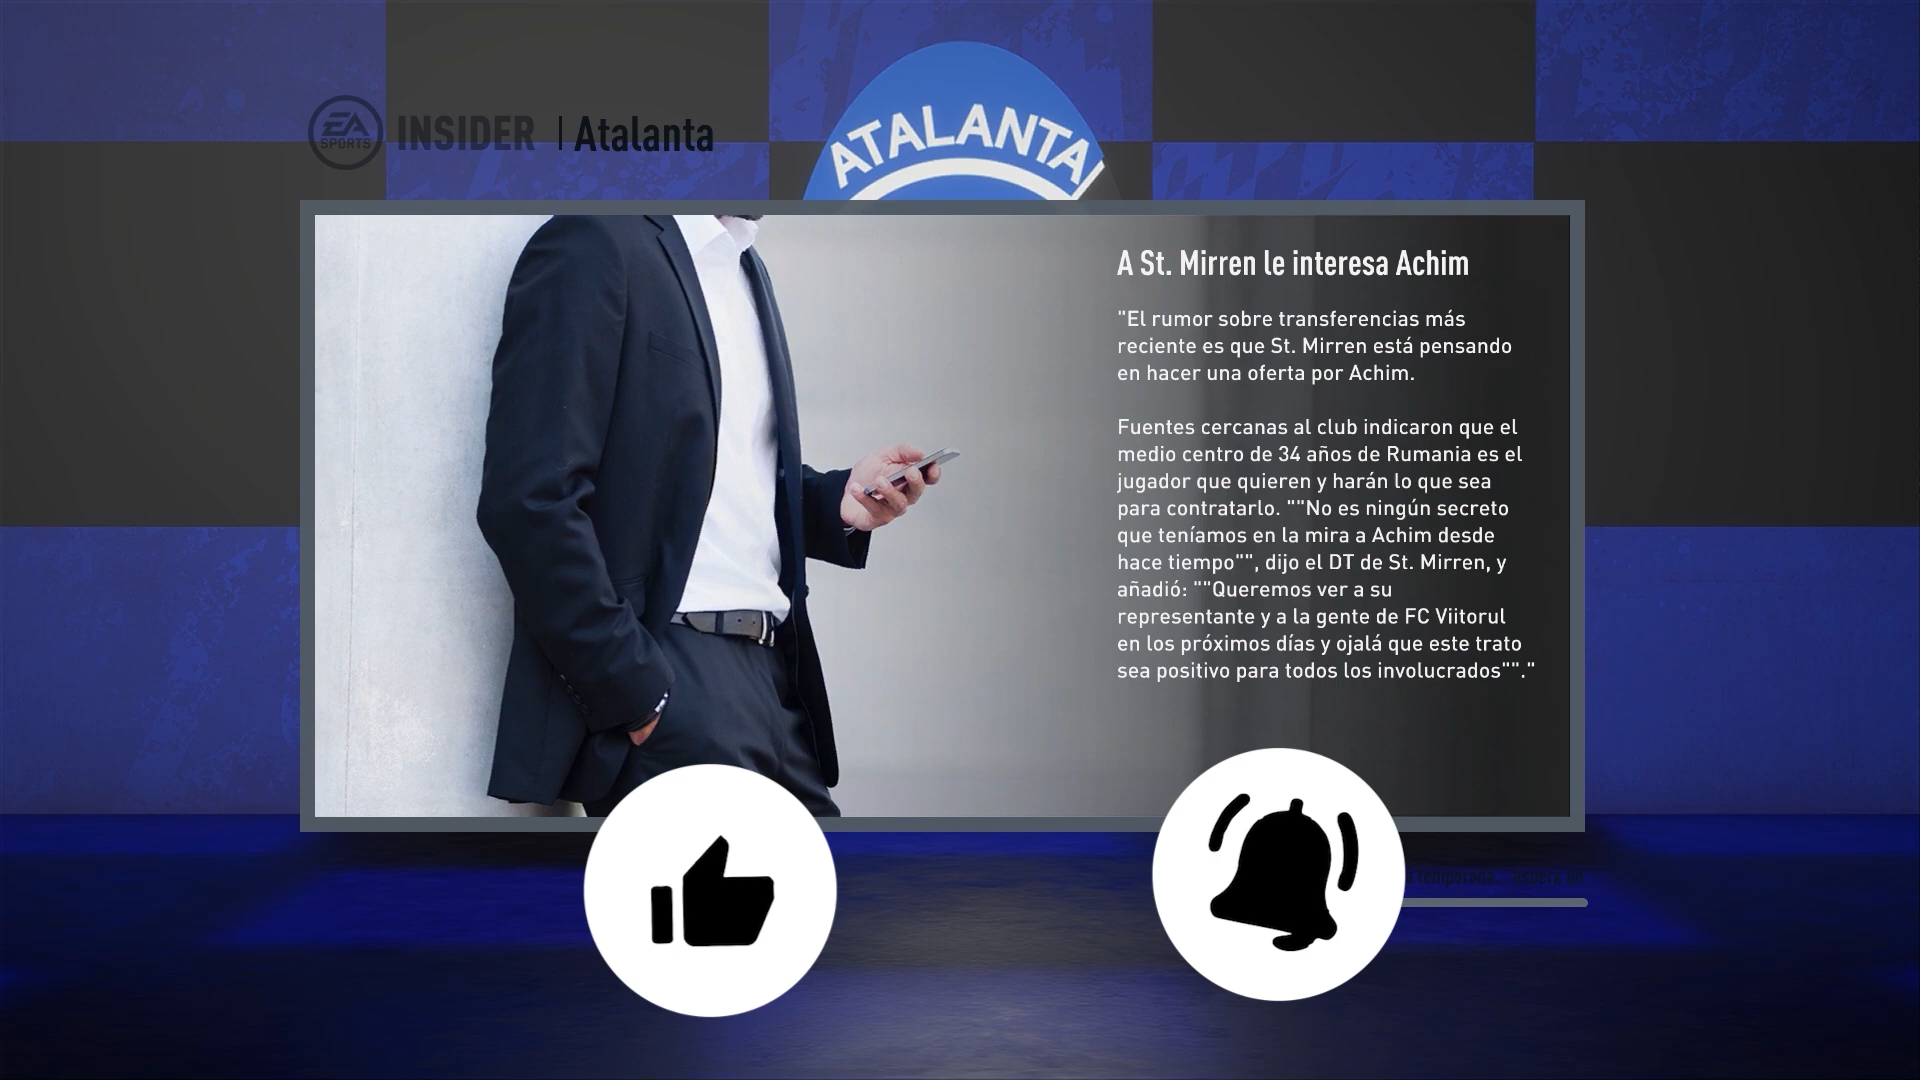 ATALANTA
EA
SPORTS
INSIDER | Atalanta
A St. Mirren le interesa Achim
"El rumor sobre transferencias más
reciente es que St. Mirren está pensando
en hacer una oferta por Achim.
Fuentes cercanas al club indicaron que el
medio centro de 34 años de Rumania es el
jugador que quieren y harán lo que sea
para contratarlo. ""No es ningún secreto
que teníamos en la mira a Achim desde
hace tiempo"", dijo el DT de St. Mirren, y
añadió: ""Queremos ver a su
representante y a la gente de FC Viitorul
en los próximos días y ojalá que este trato
sea positivo para todos los involucrados""."
temporada